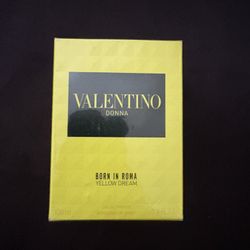 VALENTINO
DONNA
BORN IN ROMA
YELLOW DREAM